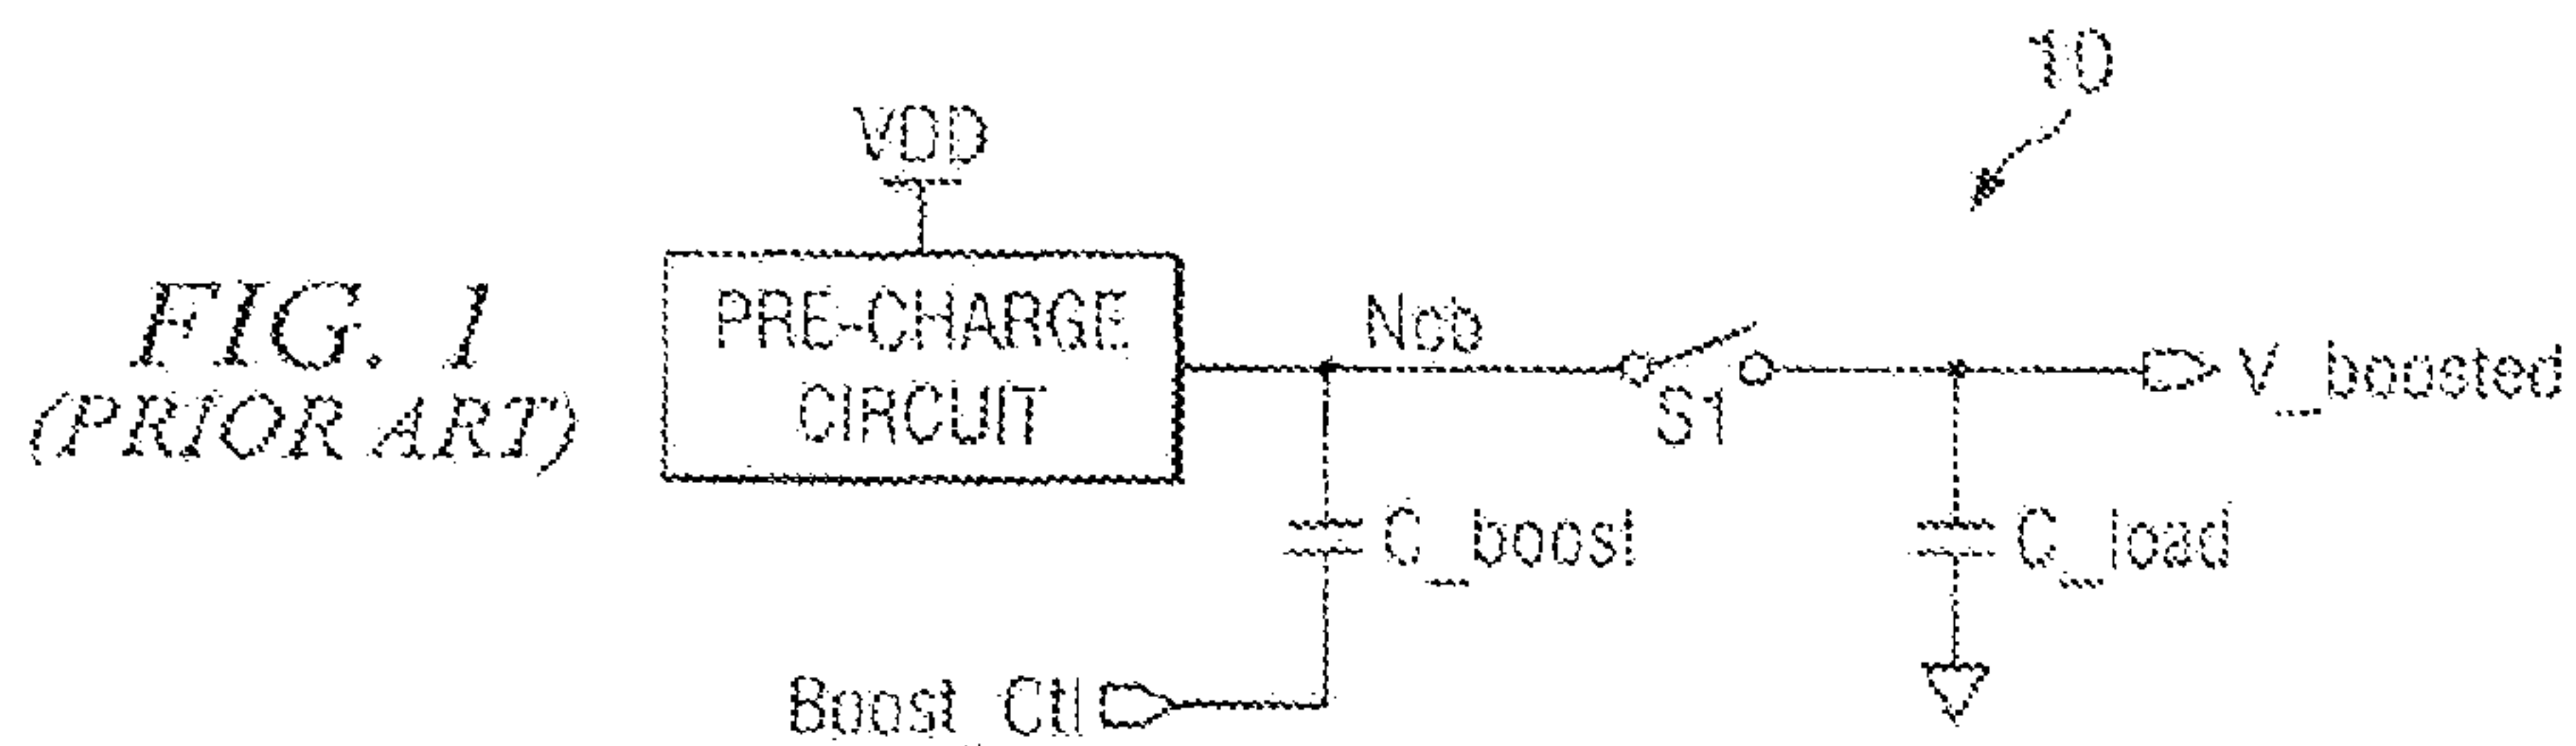 10
VDD
FIG. 1
(PRIOR ART)
PRE-CHARGE
CIRCUIT
Ncb
S1
V_boosted
C_boost
C_load
Boost_Ctl